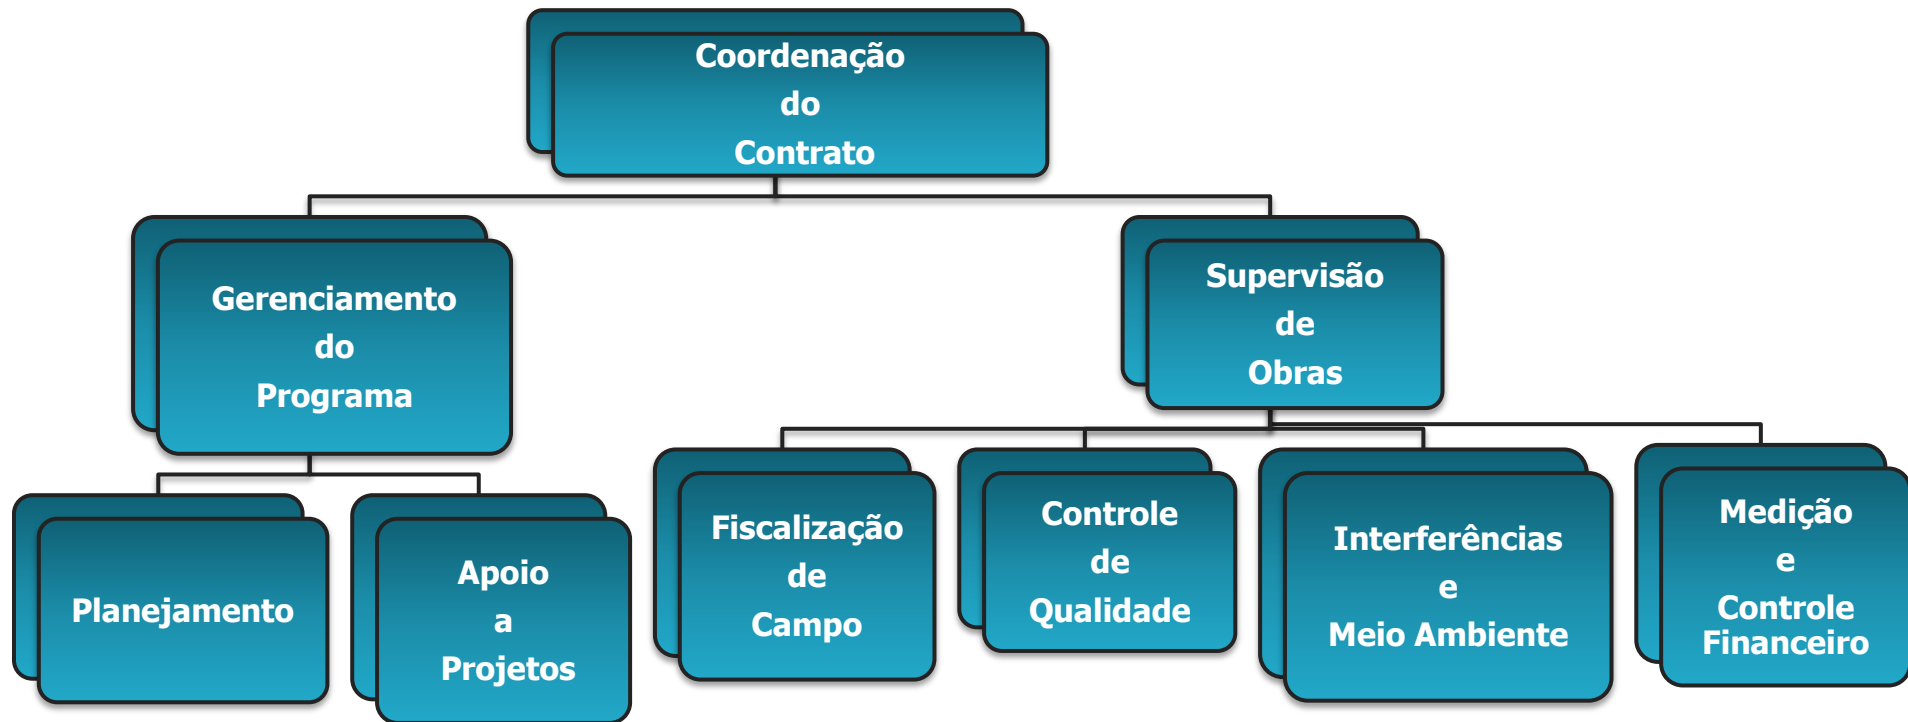 Coordenação
do
Contrato
Gerenciamento
do
Programa
Supervisão
de
Obras
Planejamento
Apoio
a
Projetos
Fiscalização
de
Campo
Controle
de
Qualidade
Interferências
e
Meio Ambiente
Medição
e
Controle
Financeiro